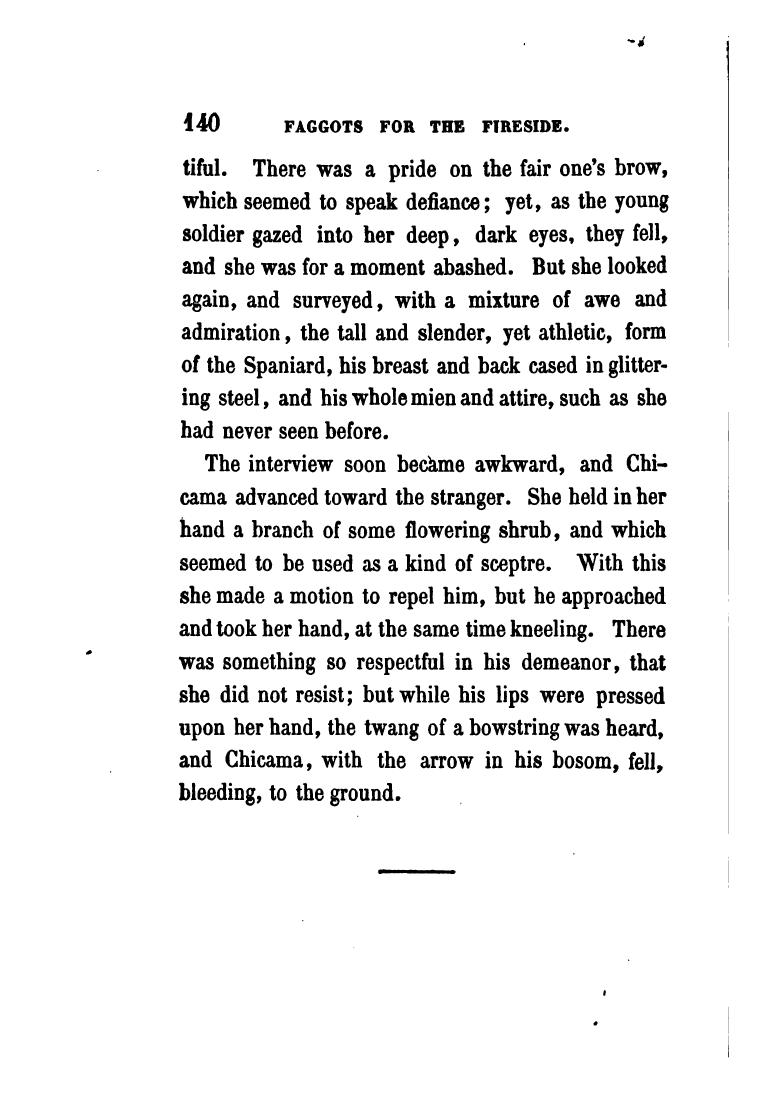 140 FAGGOTS FOR THE FIRESIDE.
tiful. There was a pride on the fair one's brow,
which seemed to speak defiance; yet, as the young
soldier gazed into her deep, dark eyes, they fell,
and she was for a moment abashed. But she looked
again, and surveyed, with a mixture of awe and
admiration, the tall and slender, yet athletic, form
of the Spaniard, his breast and back cased in glitter-
ing steel, and his whole mien and attire, such as she
had never seen before.
The interview soon became awkward, and Chi-
cama advanced toward the stranger. She held in her
hand a branch of some flowering shrub, and which
seemed to be used as a kind of sceptre. With this
she made a motion to repel him, but he approached
and took her hand, at the same time kneeling. There
was something so respectful in his demeanor, that
she did not resist; but while his lips were pressed
upon her hand, the twang of a bowstring was heard,
and Chicama, with the arrow in his bosom, fell,
bleeding, to the ground.